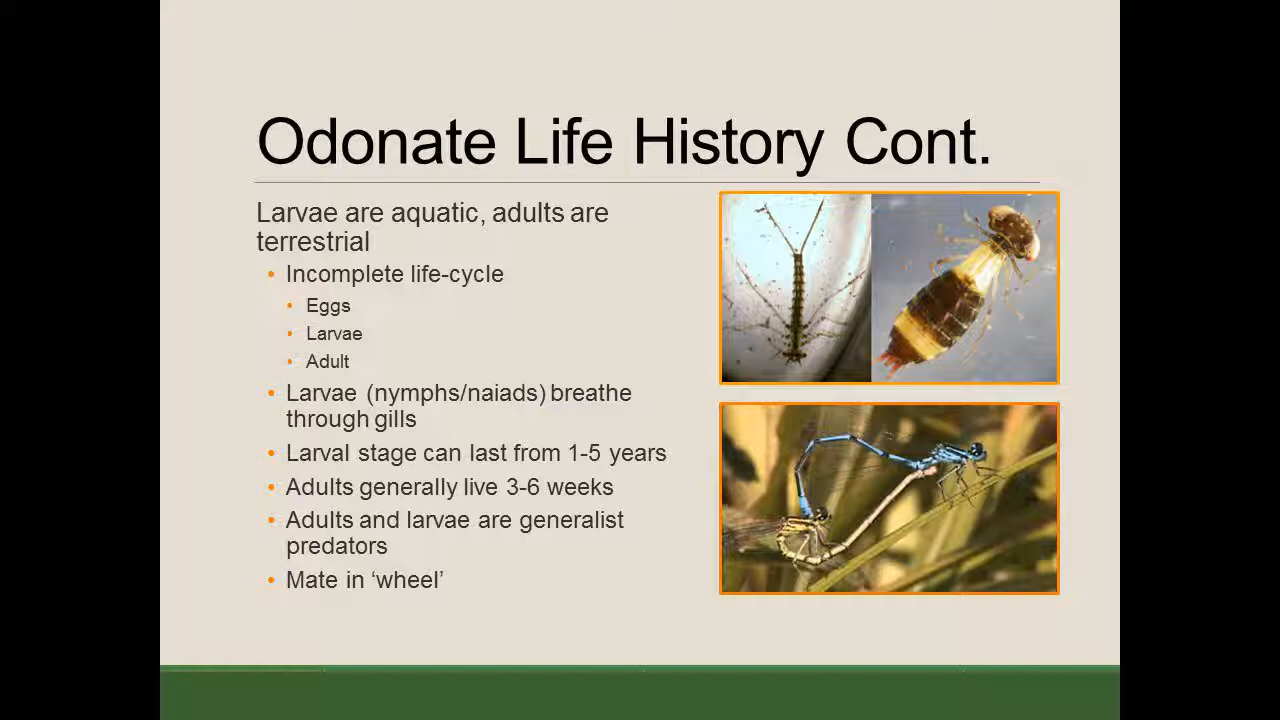 Odonate Life History Cont.
Larvae are aquatic, adults are
terrestrial
• Incomplete life-cycle
• Eggs
• Larvae
• Adult
• Larvae (nymphs/naiads) breathe
through gills
• Larval stage can last from 1-5 years
• Adults generally live 3-6 weeks
• Adults and larvae are generalist
predators
• Mate in ‘wheel’